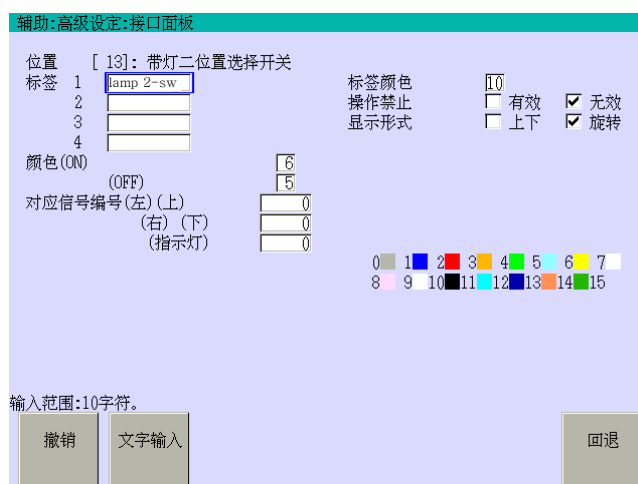 辅助:高级设定:接口面板
位置 [ 13]: 带灯二位置选择开关
标签 1 lamp 2-sw 标签颜色 10
2 操作禁止 有效 无效
3 显示形式 上下 旋转
4
颜色(ON) 6
(OFF) 5
对应信号编号(左)(上) 0
(右) (下) 0
(指示灯) 0
0 1 2 3 4 5 6 7
8 9 10 11 12 13 14 15
输入范围:10字符。
撤销 文字输入 回退